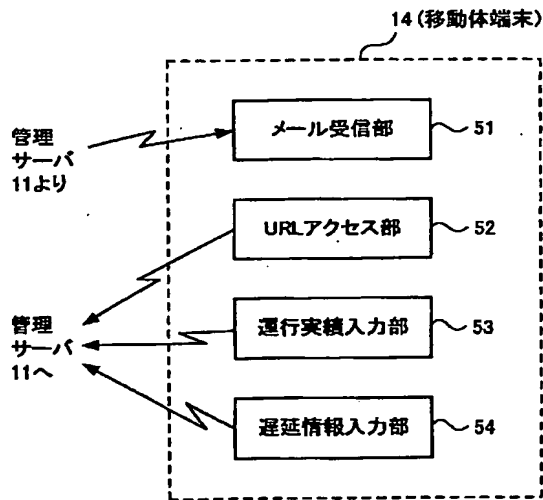 14(移動体端末)
管理
サーバ
11より
メール受信部
51
URLアクセス部
52
管理
サーバ
11へ
運行実績入力部
53
遅延情報入力部
54